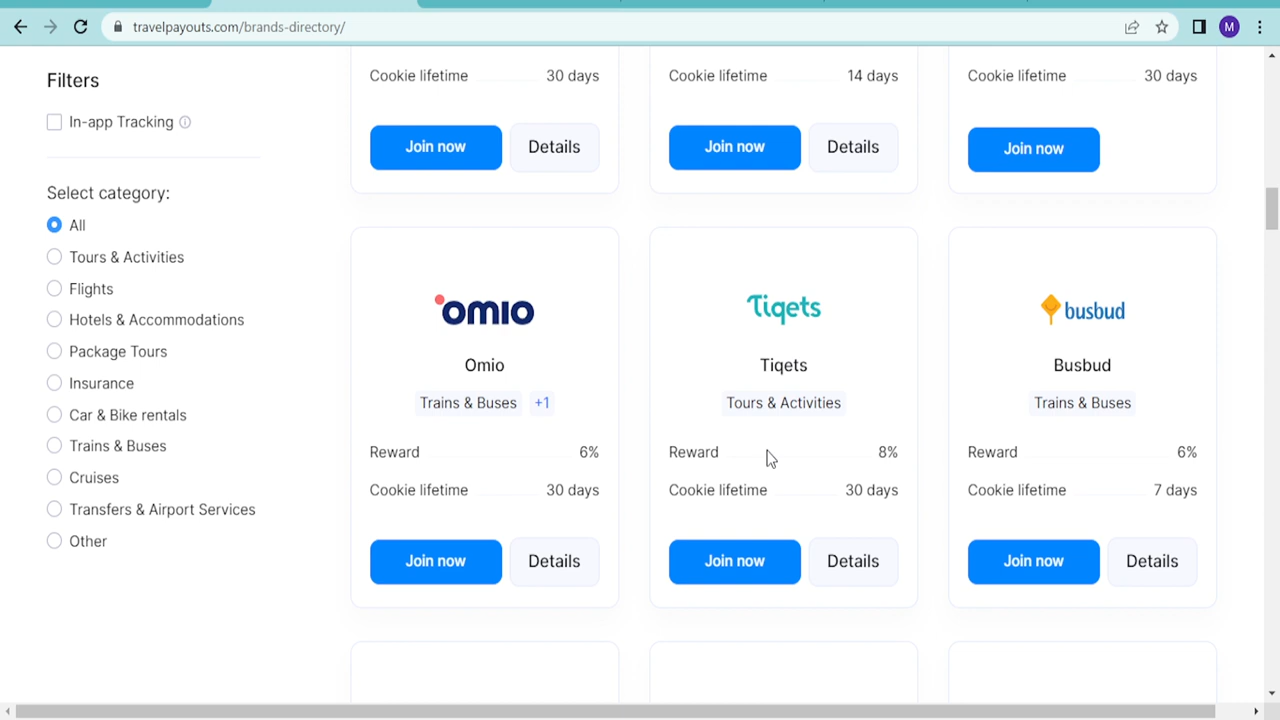 travelpayouts.com/brands-directory/
M
Filters
In-app Tracking
Select category:
All
Tours & Activities
Flights
Hotels & Accommodations
Package Tours
Insurance
Car & Bike rentals
Trains & Buses
Cruises
Transfers & Airport Services
Other
Cookie lifetime 30 days
Join now Details
Cookie lifetime 14 days
Join now Details
Cookie lifetime 30 days
Join now
omio
Omio
Trains & Buses +1
Reward 6%
Cookie lifetime 30 days
Join now Details
Tiqets
Tiqets
Tours & Activities
Reward 8%
Cookie lifetime 30 days
Join now Details
busbud
Busbud
Trains & Buses
Reward 6%
Cookie lifetime 7 days
Join now Details